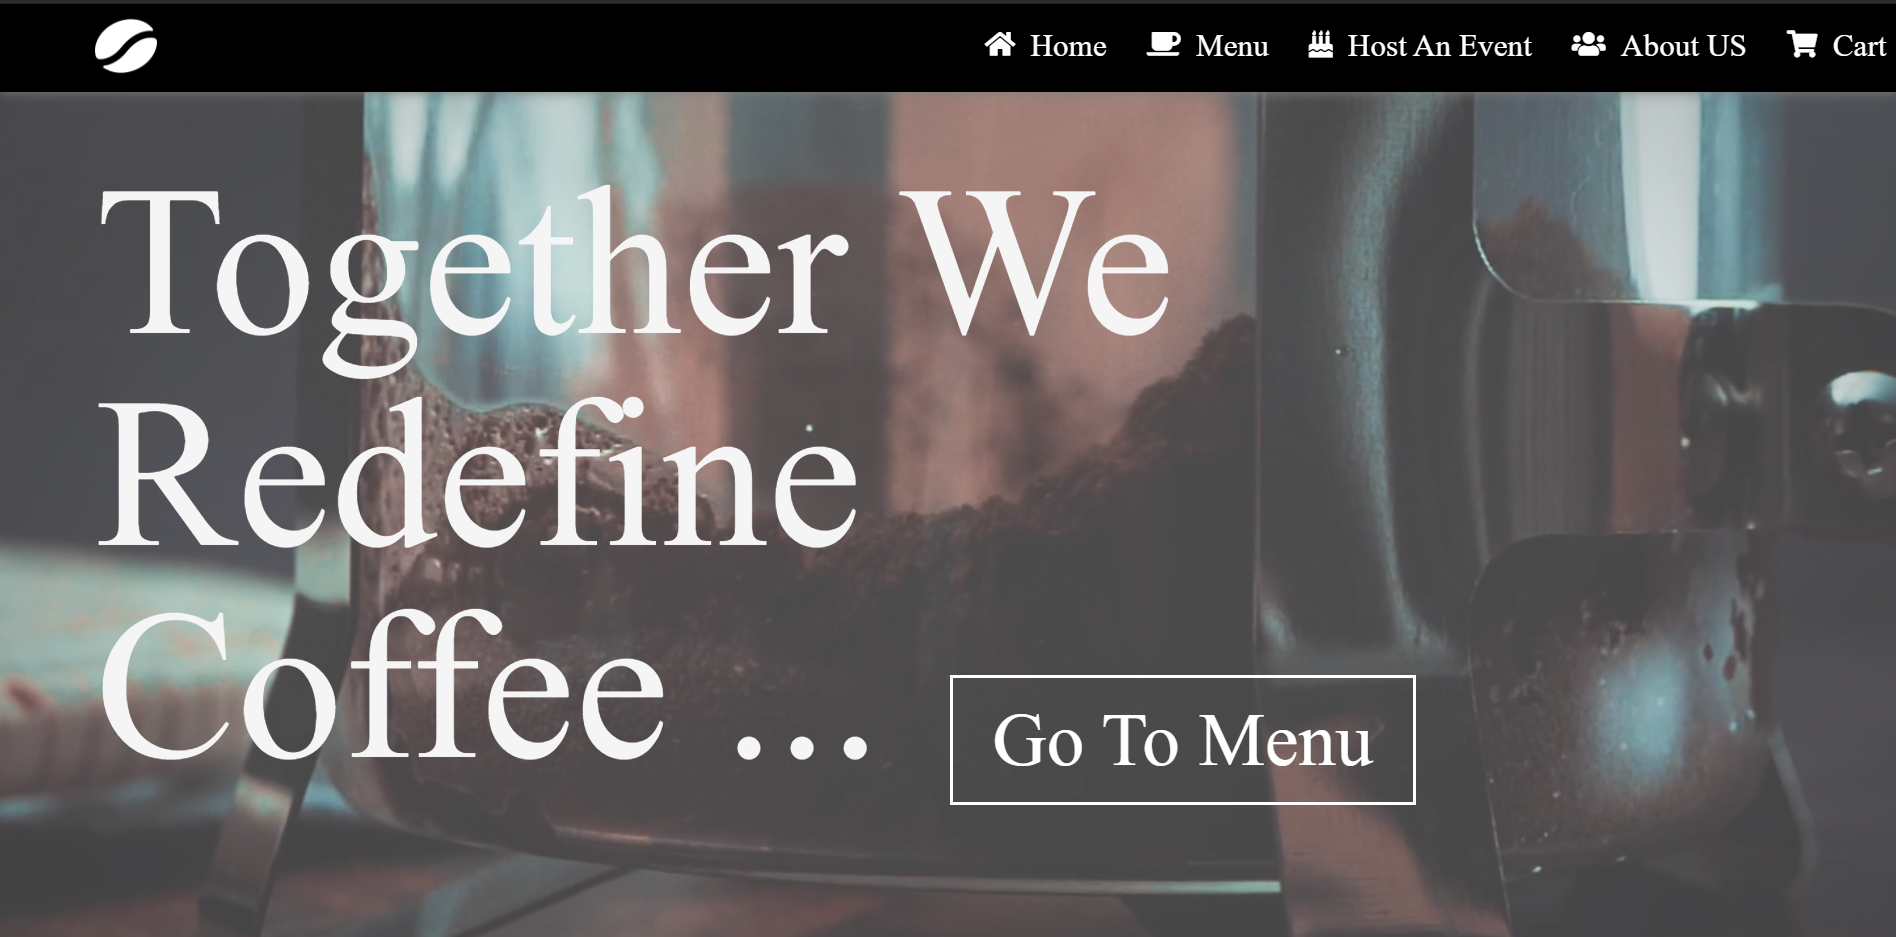 Home Menu Host An Event About US Cart
Together We
Redefine
Coffee ...
Go To Menu